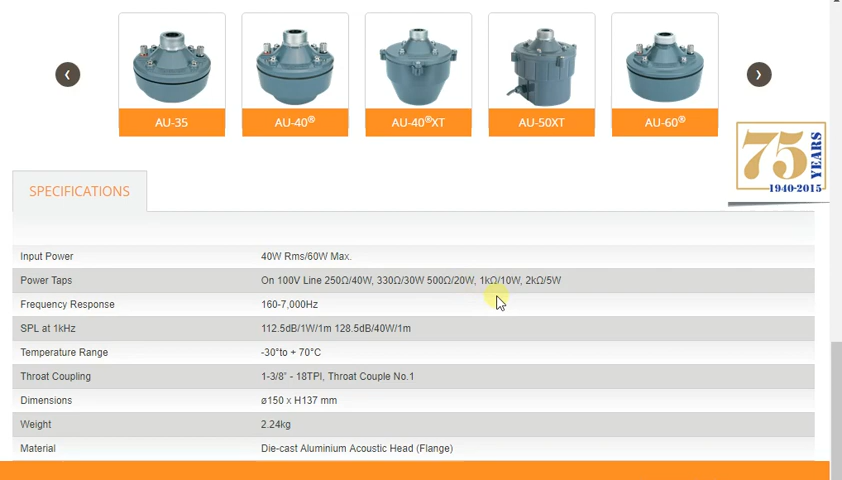 AU-35 AU-40® AU-40®XT AU-50XT AU-60®
75 YEARS
1940-2015
SPECIFICATIONS
Input Power 40W Rms/60W Max.
Power Taps On 100V Line 250Ω/40W, 330Ω/30W 500Ω/20W, 1kΩ/10W, 2kΩ/5W
Frequency Response 160-7,000Hz
SPL at 1kHz 112.5dB/1W/1m 128.5dB/40W/1m
Temperature Range -30°to + 70°C
Throat Coupling 1-3/8" - 18TPI, Throat Couple No.1
Dimensions ø150 x H137 mm
Weight 2.24kg
Material Die-cast Aluminium Acoustic Head (Flange)